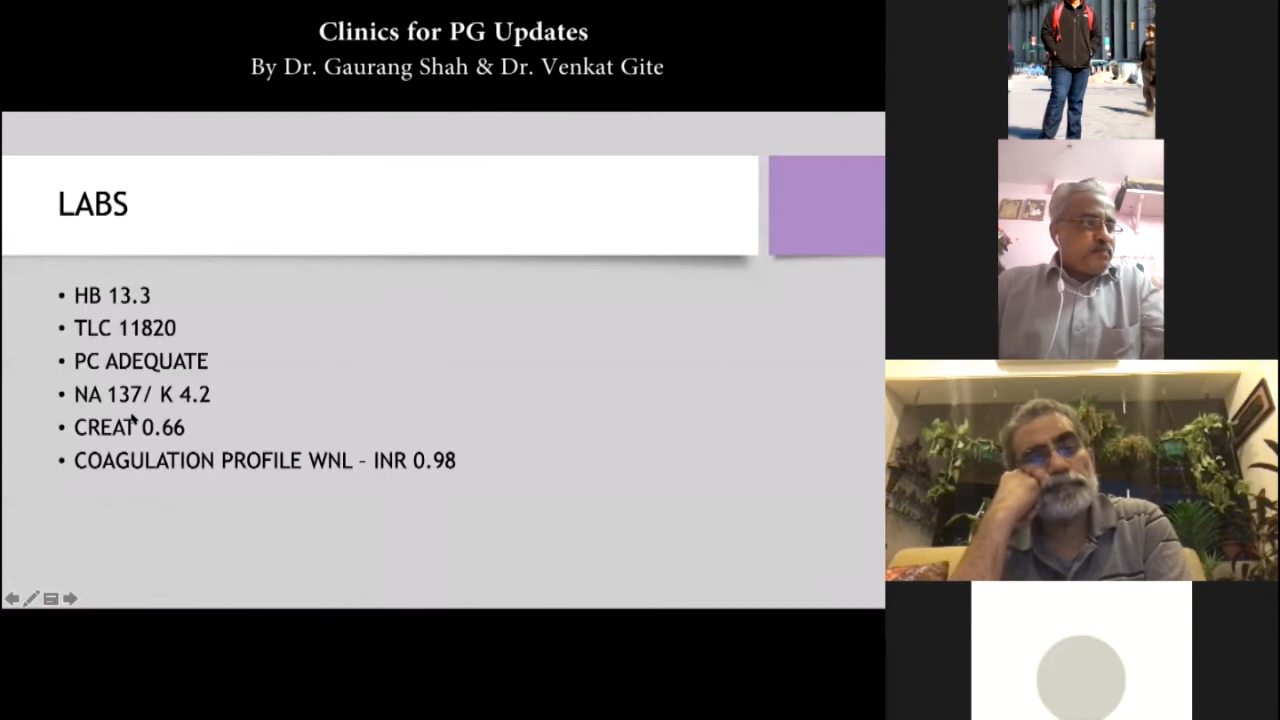 Clinics for PG Updates
By Dr. Gaurang Shah & Dr. Venkat Gite
LABS
• HB 13.3
• TLC 11820
• PC ADEQUATE
• NA 137/ K 4.2
• CREAT 0.66
• COAGULATION PROFILE WNL – INR 0.98